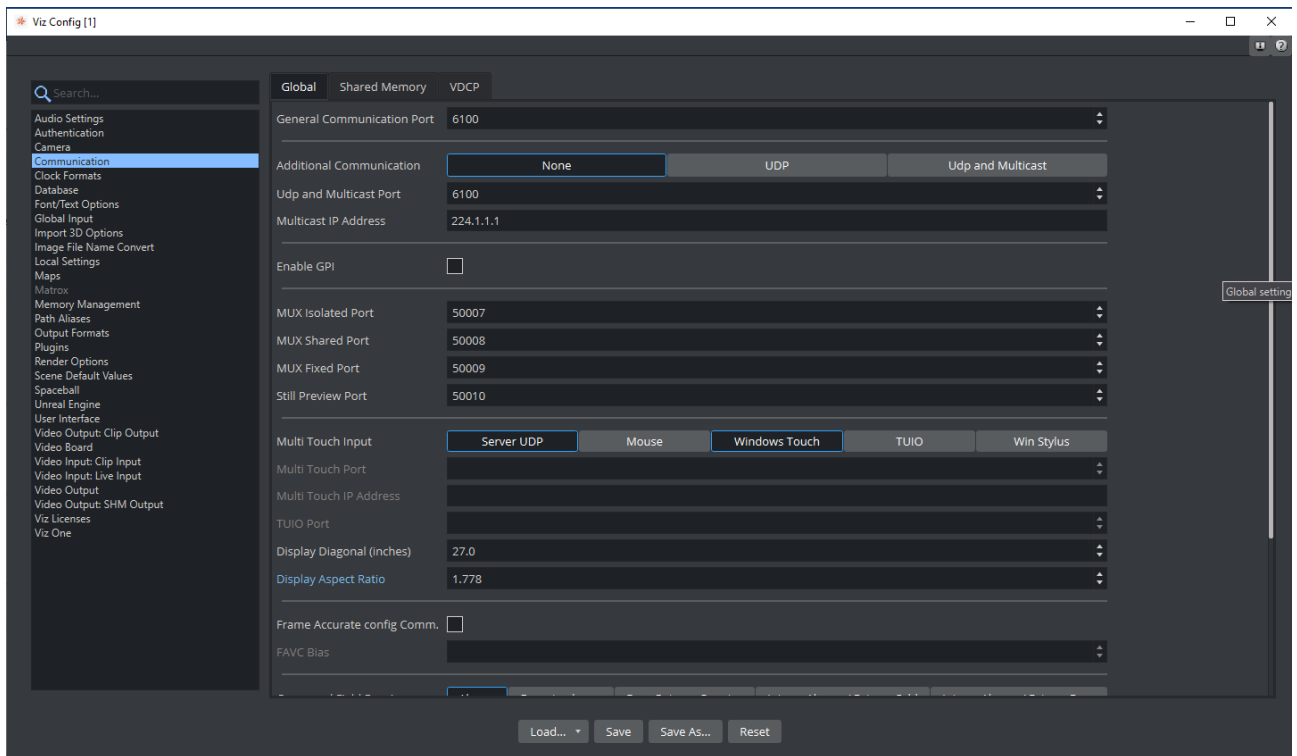 Viz Config [1]
Search...
Audio Settings
Authentication
Camera
Communication
Clock Formats
Database
Font/Text Options
Global Input
Import 3D Options
Image File Name Convert
Local Settings
Maps
Matrox
Memory Management
Path Aliases
Output Formats
Plugins
Render Options
Scene Default Values
Spaceball
Unreal Engine
User Interface
Video Output: Clip Output
Video Board
Video Input: Clip Input
Video Input: Live Input
Video Output
Video Output: SHM Output
Viz Licenses
Viz One
Global Shared Memory VDCP
General Communication Port 6100
Additional Communication None UDP Udp and Multicast
Udp and Multicast Port 6100
Multicast IP Address 224.1.1.1
Enable GPI
Global setting
MUX Isolated Port 50007
MUX Shared Port 50008
MUX Fixed Port 50009
Still Preview Port 50010
Multi Touch Input Server UDP Mouse Windows Touch TUIO Win Stylus
Multi Touch Port
Multi Touch IP Address
TUIO Port
Display Diagonal (inches) 27.0
Display Aspect Ratio 1.778
Frame Accurate config Comm.
FAVC Bias
Load... Save Save As... Reset